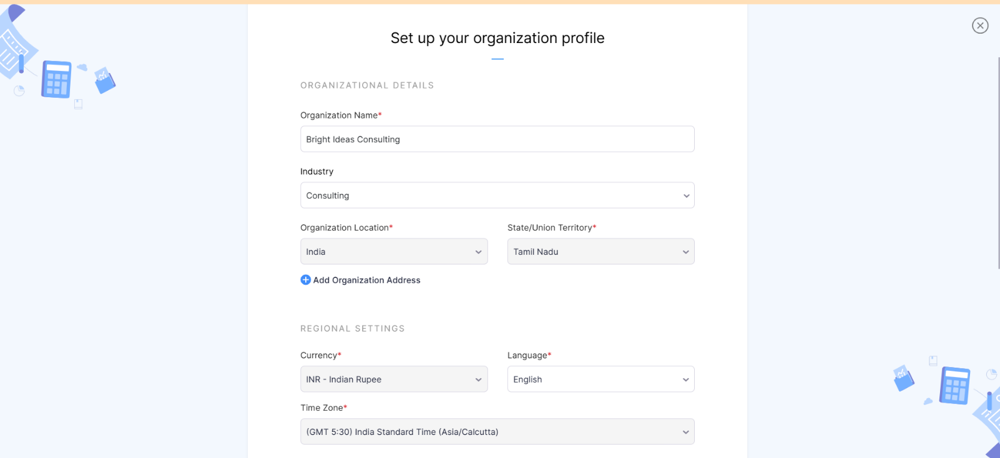 Set up your organization profile
ORGANIZATIONAL DETAILS
Organization Name*
Bright Ideas Consulting
Industry
Consulting
Organization Location* State/Union Territory*
India Tamil Nadu
Add Organization Address
REGIONAL SETTINGS
Currency* Language*
INR - Indian Rupee English
Time Zone*
(GMT 5:30) India Standard Time (Asia/Calcutta)